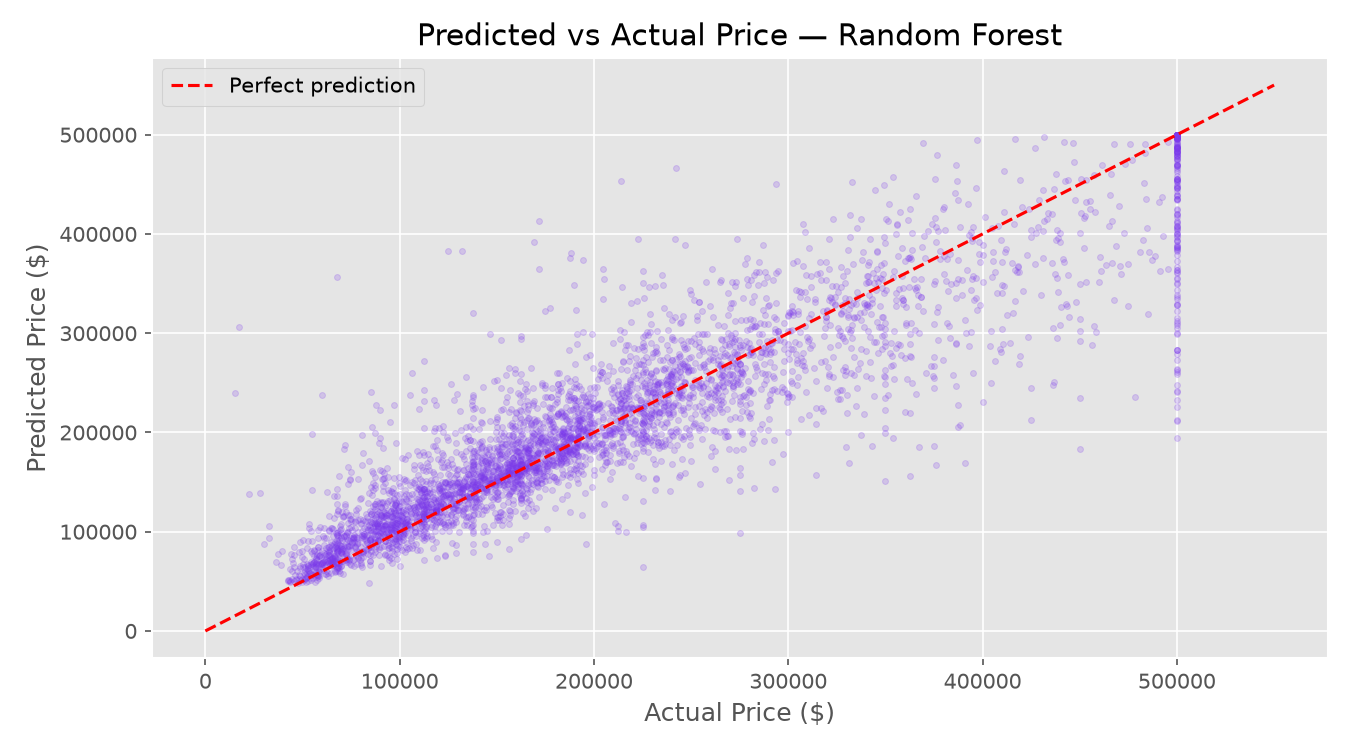 Predicted vs Actual Price — Random Forest
Perfect prediction
Predicted Price ($)
500000
400000
300000
200000
100000
0
0 100000 200000 300000 400000 500000
Actual Price ($)